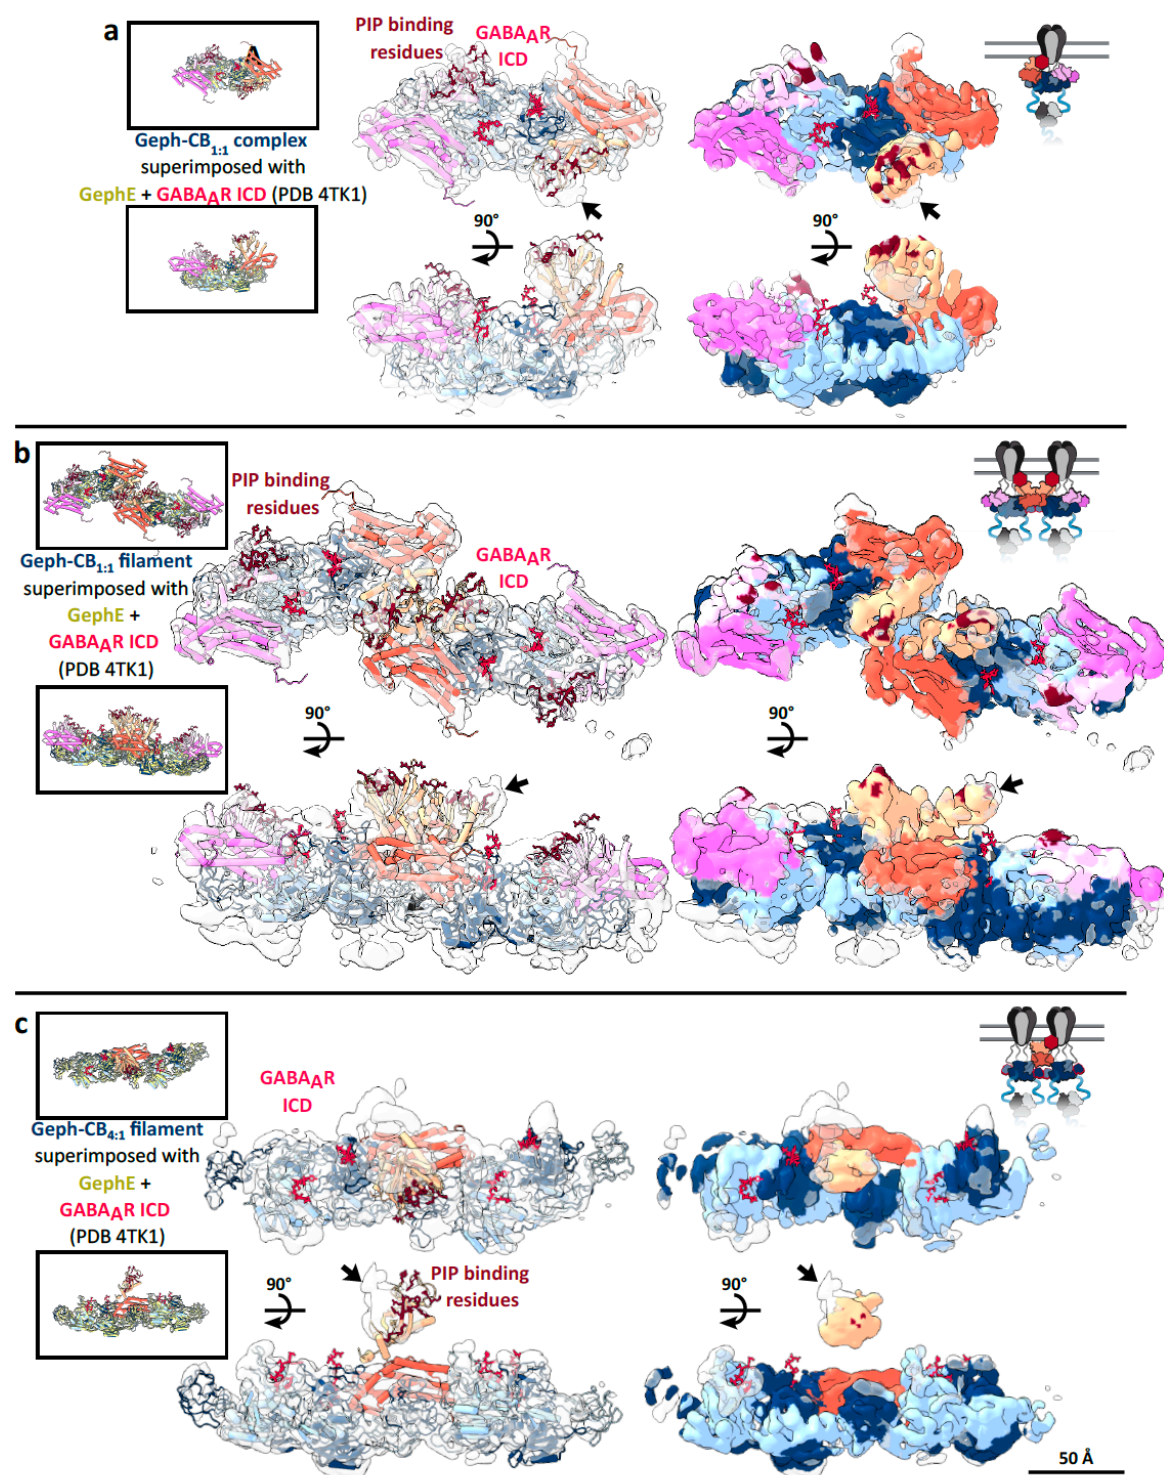 a
PIP binding
residues
GABAAR
ICD
Geph-CB1:1 complex
superimposed with
GephE + GABAAR ICD (PDB 4TK1)
90°
90°
b
PIP binding
residues
GABAAR
ICD
Geph-CB1:1 filament
superimposed with
GephE +
GABAAR ICD
(PDB 4TK1)
90°
90°
c
GABAAR
ICD
Geph-CB4:1 filament
superimposed with
GephE +
GABAAR ICD
(PDB 4TK1)
90°
PIP binding
residues
90°
50 Å